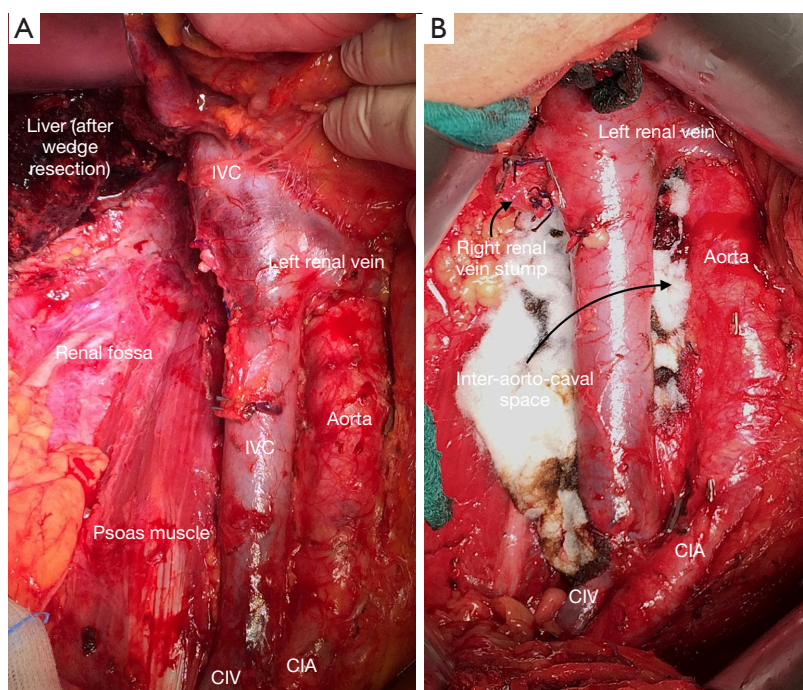 A
Liver (after
wedge
resection)
IVC
Left renal vein
Renal fossa
Aorta
IVC
Psoas muscle
CIV
CIA
B
Left renal vein
Right renal
vein stump
Aorta
Inter-aorto-caval
space
CIA
CIV